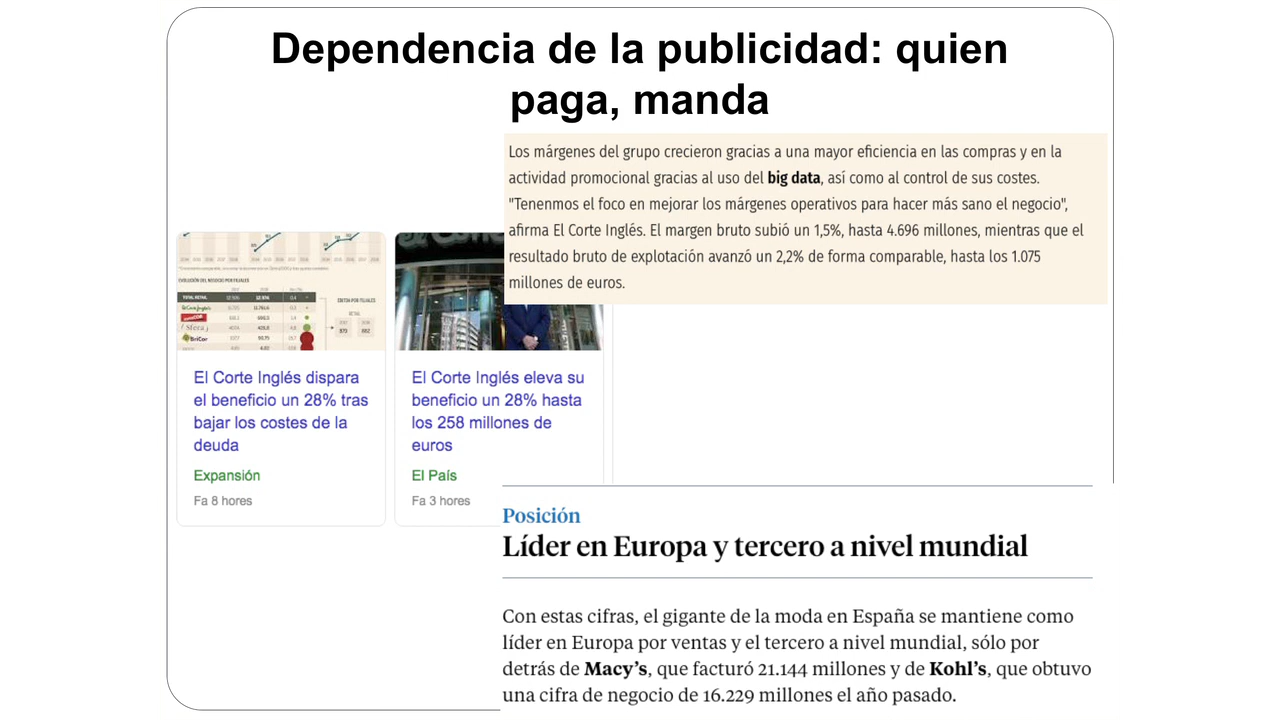 Dependencia de la publicidad: quien
paga, manda
Los márgenes del grupo crecieron gracias a una mayor eficiencia en las compras y en la
actividad promocional gracias al uso del big data, así como al control de sus costes.
"Tenenmos el foco en mejorar los márgenes operativos para hacer más sano el negocio",
afirma El Corte Inglés. El margen bruto subió un 1,5%, hasta 4.696 millones, mientras que el
resultado bruto de explotación avanzó un 2,2% de forma comparable, hasta los 1.075
millones de euros.
TOTAL RETAIL
BriCor
El Corte Inglés dispara
el beneficio un 28% tras
bajar los costes de la
deuda
Expansión
Fa 8 hores
El Corte Inglés eleva su
beneficio un 28% hasta
los 258 millones de
euros
El País
Fa 3 hores
Posición
Líder en Europa y tercero a nivel mundial
Con estas cifras, el gigante de la moda en España se mantiene como
líder en Europa por ventas y el tercero a nivel mundial, sólo por
detrás de Macy's, que facturó 21.144 millones y de Kohl's, que obtuvo
una cifra de negocio de 16.229 millones el año pasado.